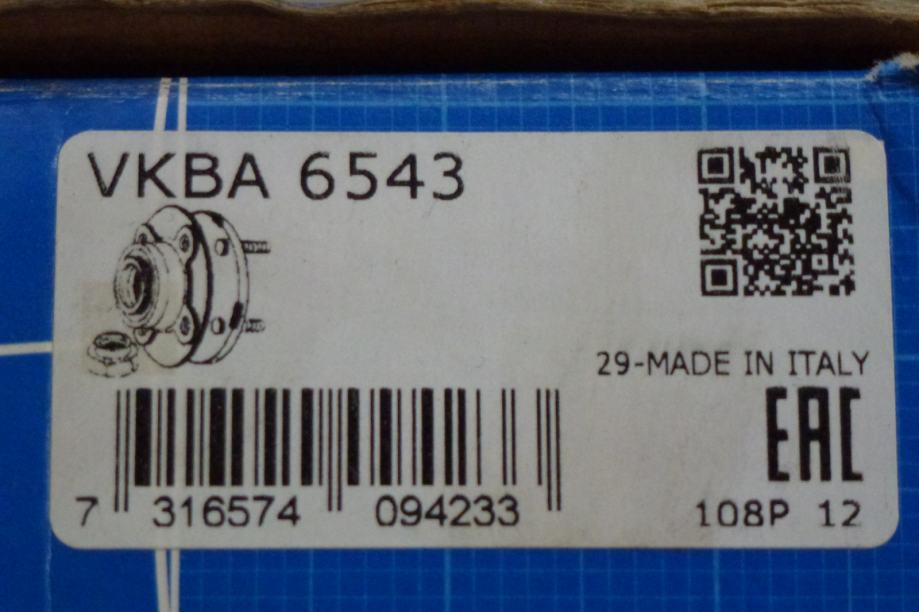 VKBA 6543
29-MADE IN ITALY
EAC
7 316574 094233
108P 12